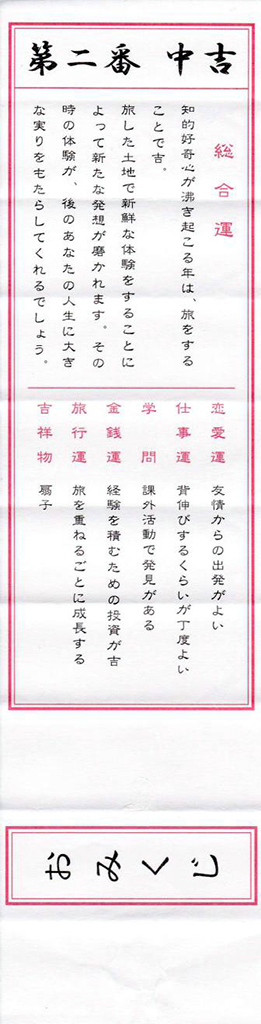 第二番 中吉
総合運
知的好奇心が沸き起こる年は、旅をする
ことで吉。
旅した土地で新鮮な体験をすることに
よって新たな発想が磨かれます。その
時の体験が、後のあなたの人生に大き
な実りをもたらしてくれるでしょう。
恋愛運 友情からの出発がよい
仕事運 背伸びするくらいが丁度よい
学問 課外活動で発見がある
金銭運 経験を積むための投資が吉
旅行運 旅を重ねるごとに成長する
吉祥物 扇子
おみくじ